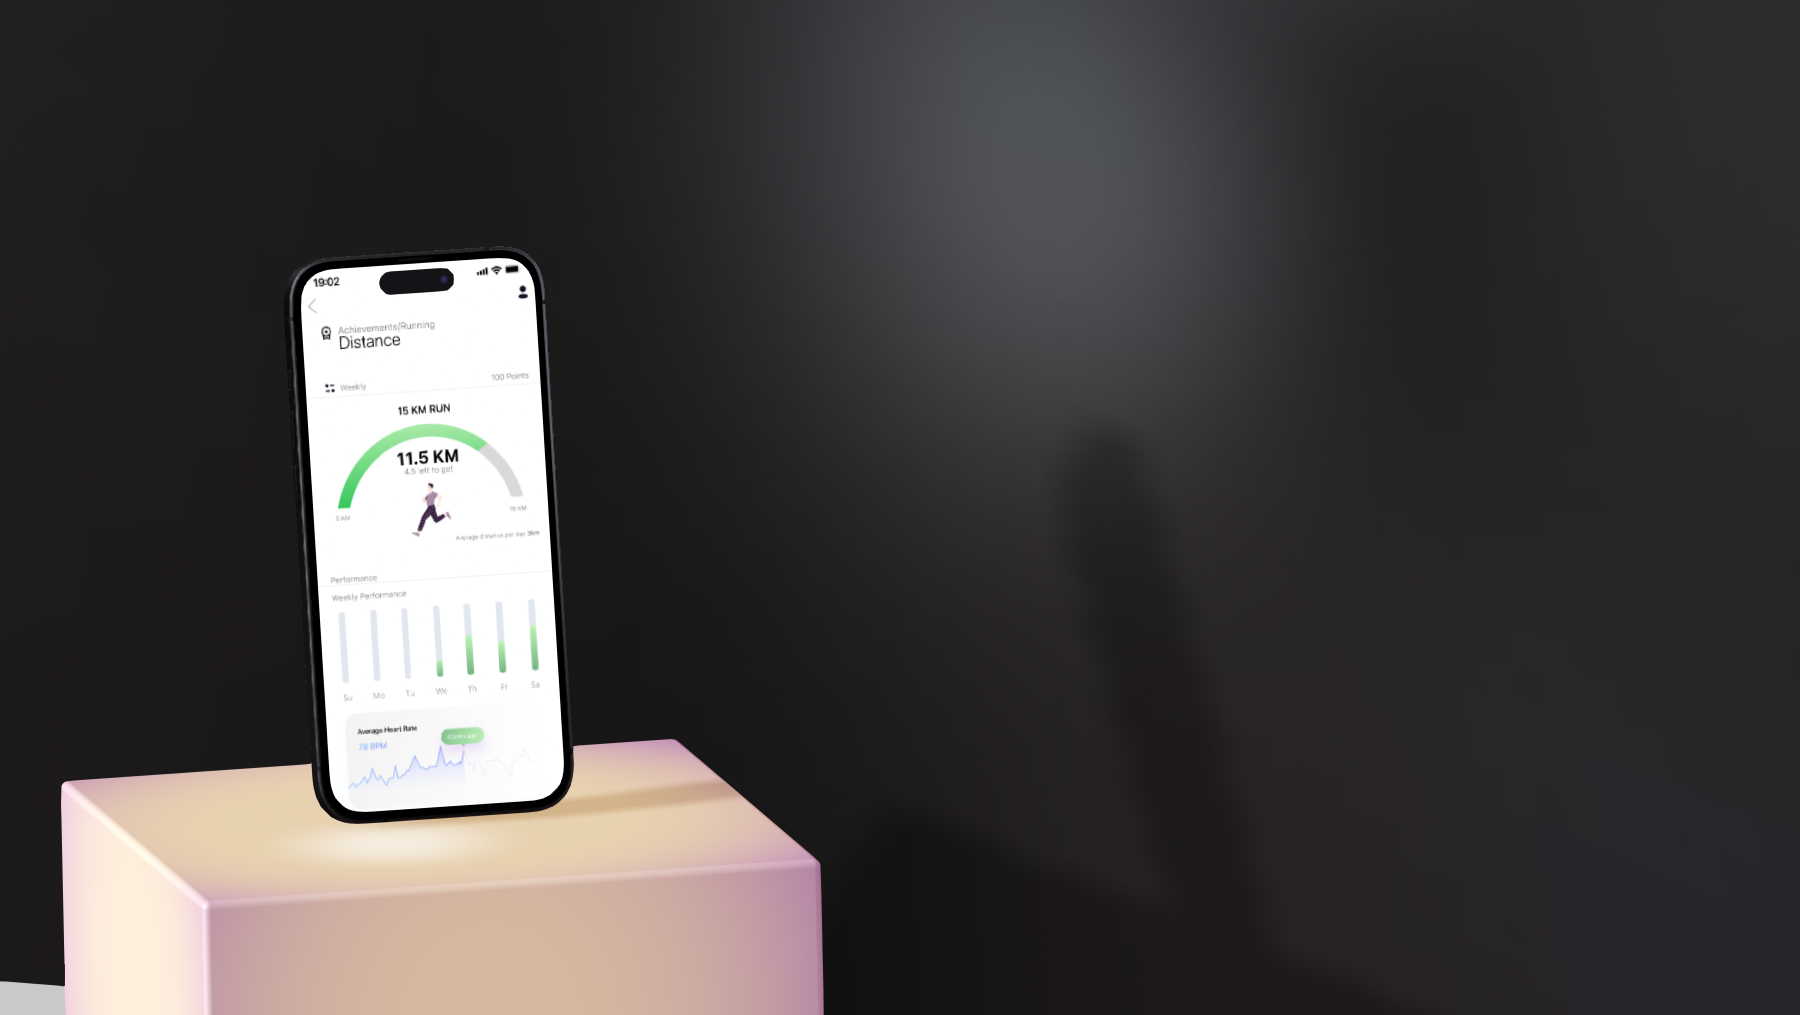 19:02
Achievements/Running
Distance
Weekly
100 Points
15 KM RUN
11.5 KM
4.5 left to go!
0 KM
15 KM
Average distance per day 3km
Performance
Weekly Performance
Su Mo Tu We Th Fr Sa
Average Heart Rate
78 BPM